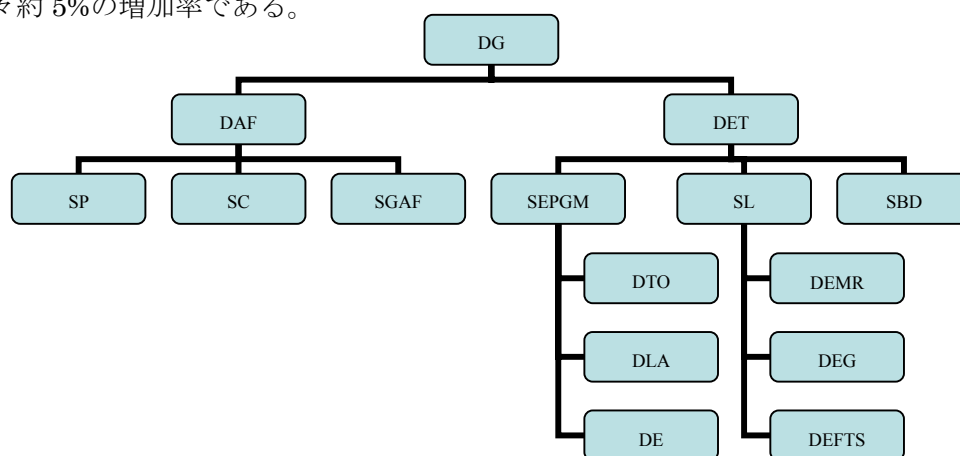 々約 5%の増加率である。
DG
DAF DET
SP SC SGAF SEPGM SL SBD
DTO DEMR
DLA DEG
DE DEFTS